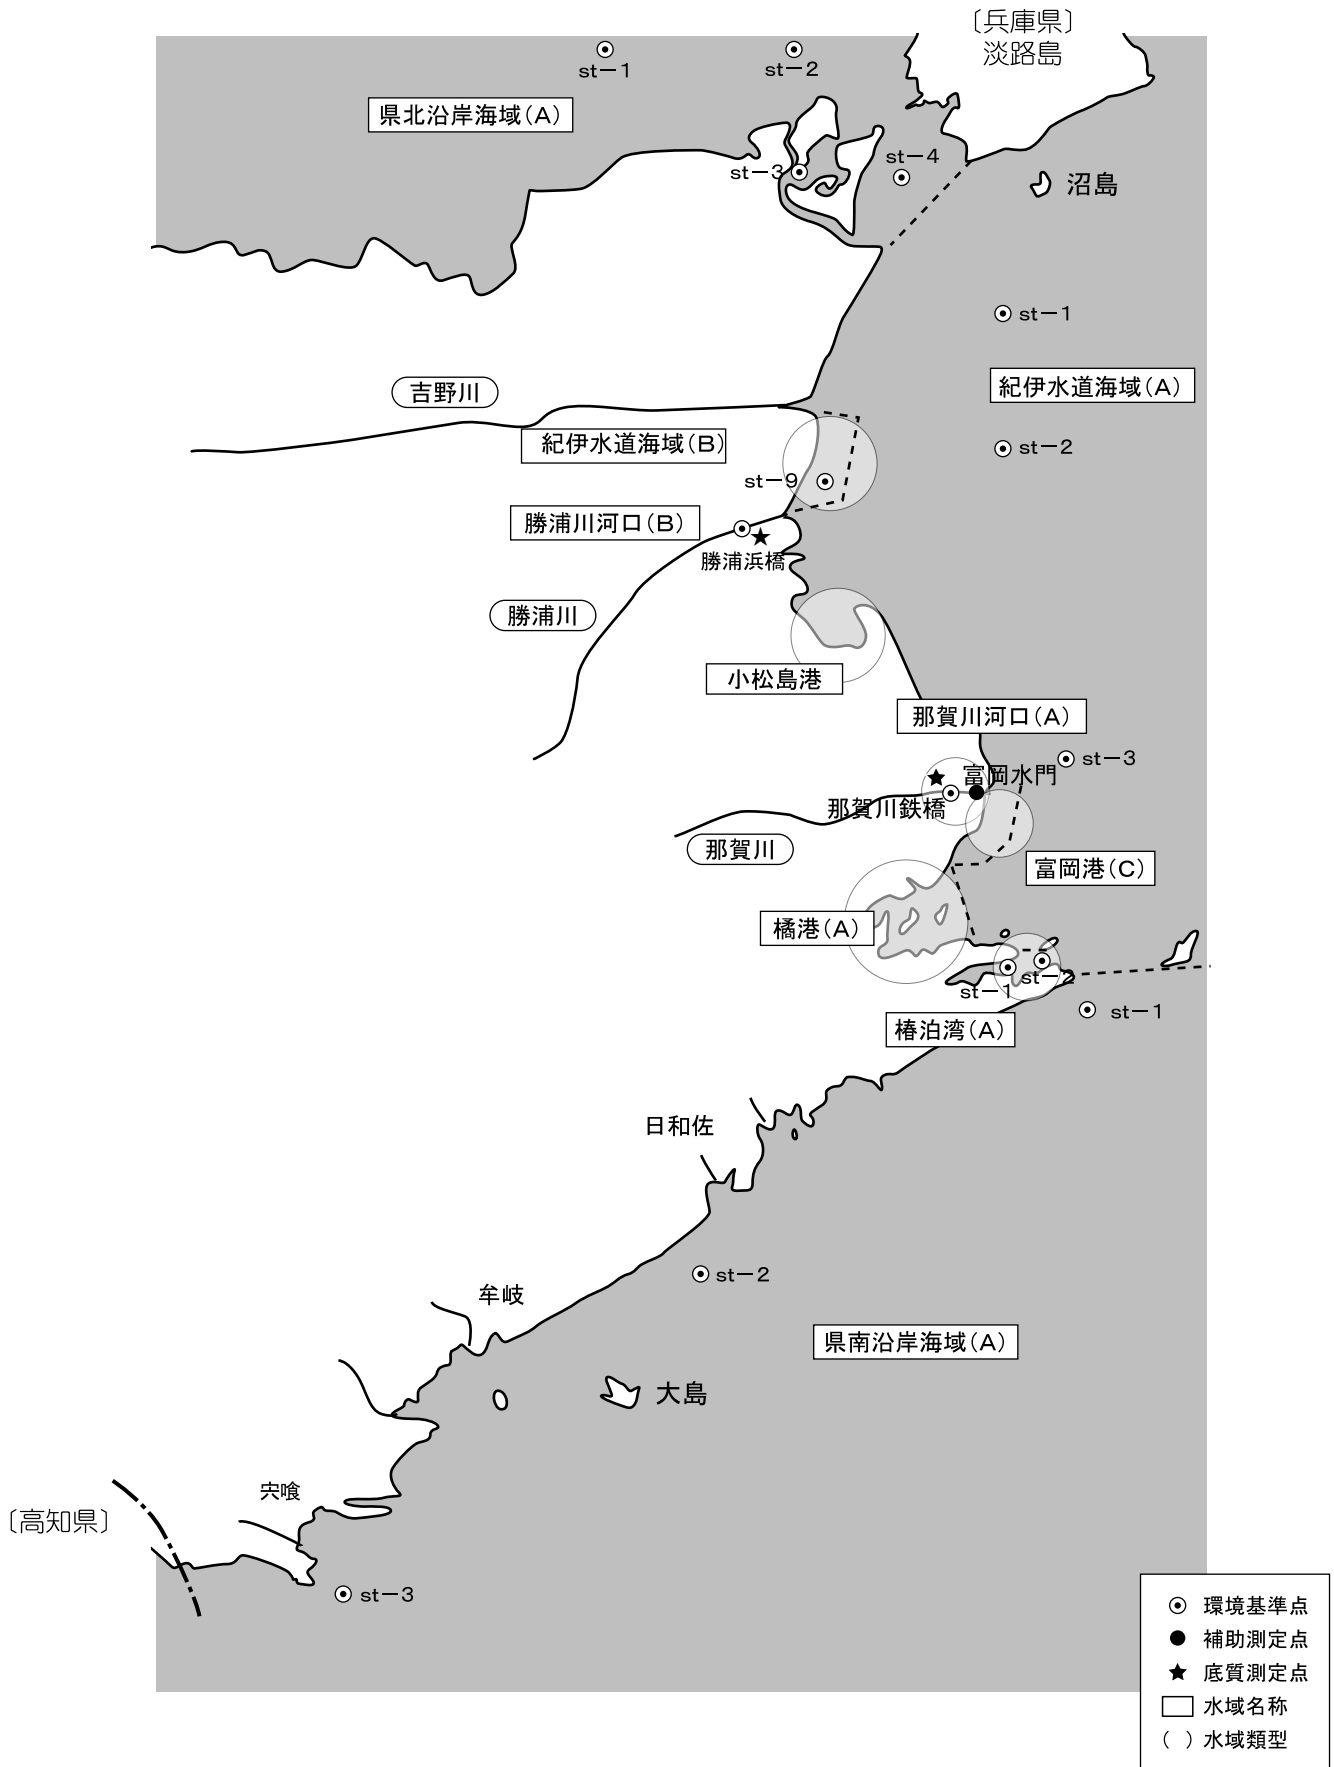 〔兵庫県〕
淡路島
st－1
st－2
県北沿岸海域(A)
st－3
st－4
沼島
st－1
紀伊水道海域(A)
吉野川
紀伊水道海域(B)
st－2
st－9
勝浦川河口(B)
勝浦浜橋
勝浦川
小松島港
那賀川河口(A)
st－3
富岡水門
那賀川鉄橋
那賀川
富岡港(C)
橘港(A)
st－2
st－1
st－1
椿泊湾(A)
日和佐
st－2
牟岐
県南沿岸海域(A)
大島
宍喰
〔高知県〕
st－3
環境基準点
補助測定点
底質測定点
水域名称
( ) 水域類型